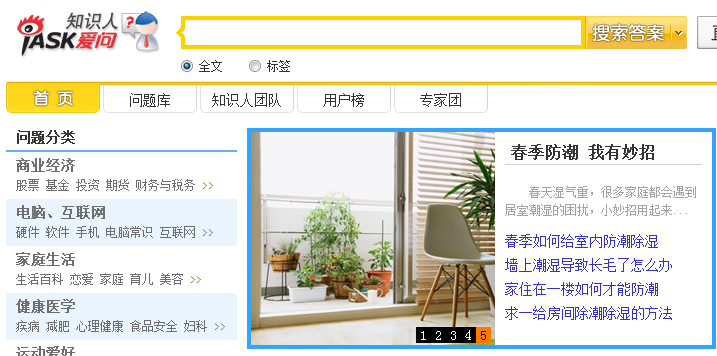 知识人
iASK爱问
?
搜索答案
直
全文 标签
首页 问题库 知识人团队 用户榜 专家团
问题分类
商业经济
股票 基金 投资 期货 财务与税务 >>
电脑、互联网
硬件 软件 手机 电脑常识 互联网 >>
家庭生活
生活百科 恋爱 家庭 育儿 美容 >>
健康医学
疾病 减肥 心理健康 食品安全 妇科 >>
运动爱好
1 2 3 4 5
春季防潮 我有妙招
春天湿气重，很多家庭都会遇到
居室潮湿的困扰，小妙招用起来...
春季如何给室内防潮除湿
墙上潮湿导致长毛了怎么办
家住在一楼如何才能防潮
求一给房间除潮除湿的方法